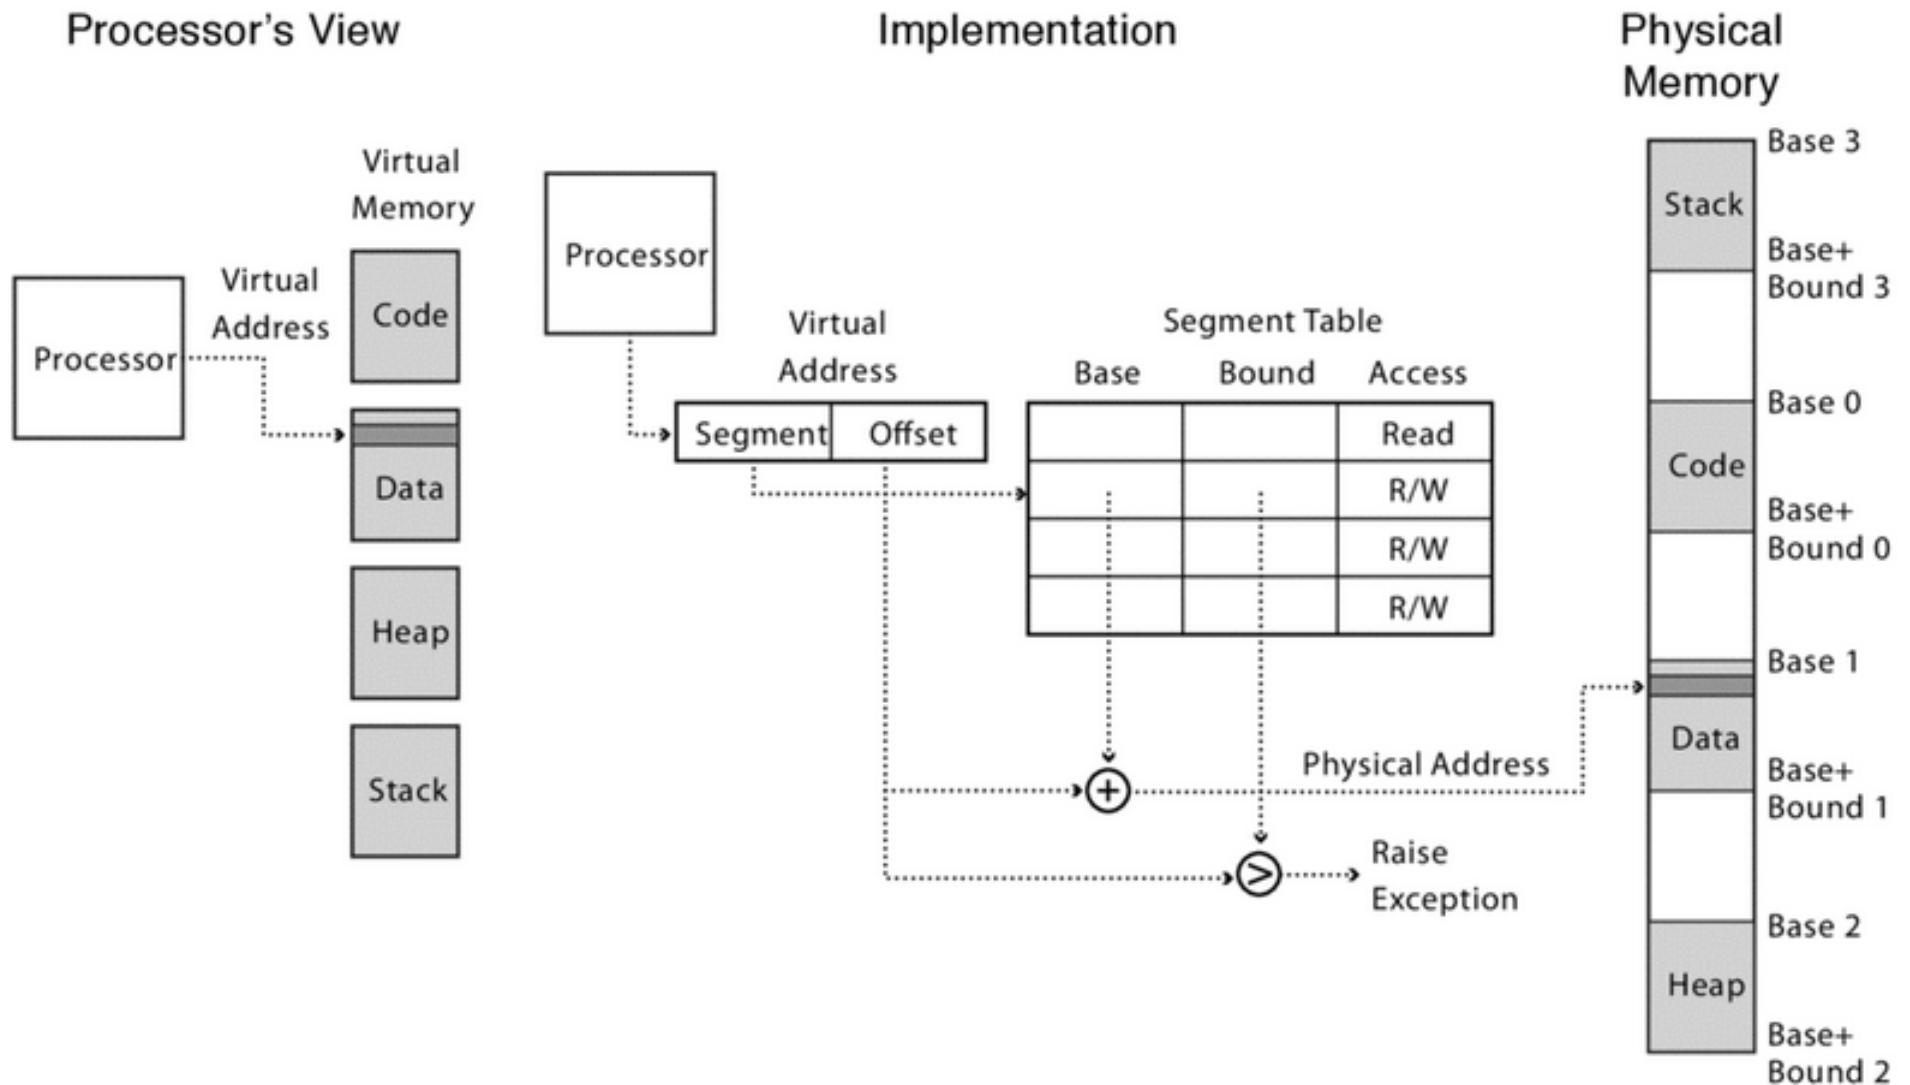 Processor's View
Implementation
Physical
Memory
Virtual
Memory
Virtual
Address
Processor
Code
Data
Heap
Stack
Processor
Virtual
Address
Segment
Offset
Segment Table
Base
Bound
Access
Read
R/W
R/W
R/W
+
Physical Address
>
Raise
Exception
Base 3
Stack
Base+
Bound 3
Base 0
Code
Base+
Bound 0
Base 1
Data
Base+
Bound 1
Base 2
Heap
Base+
Bound 2